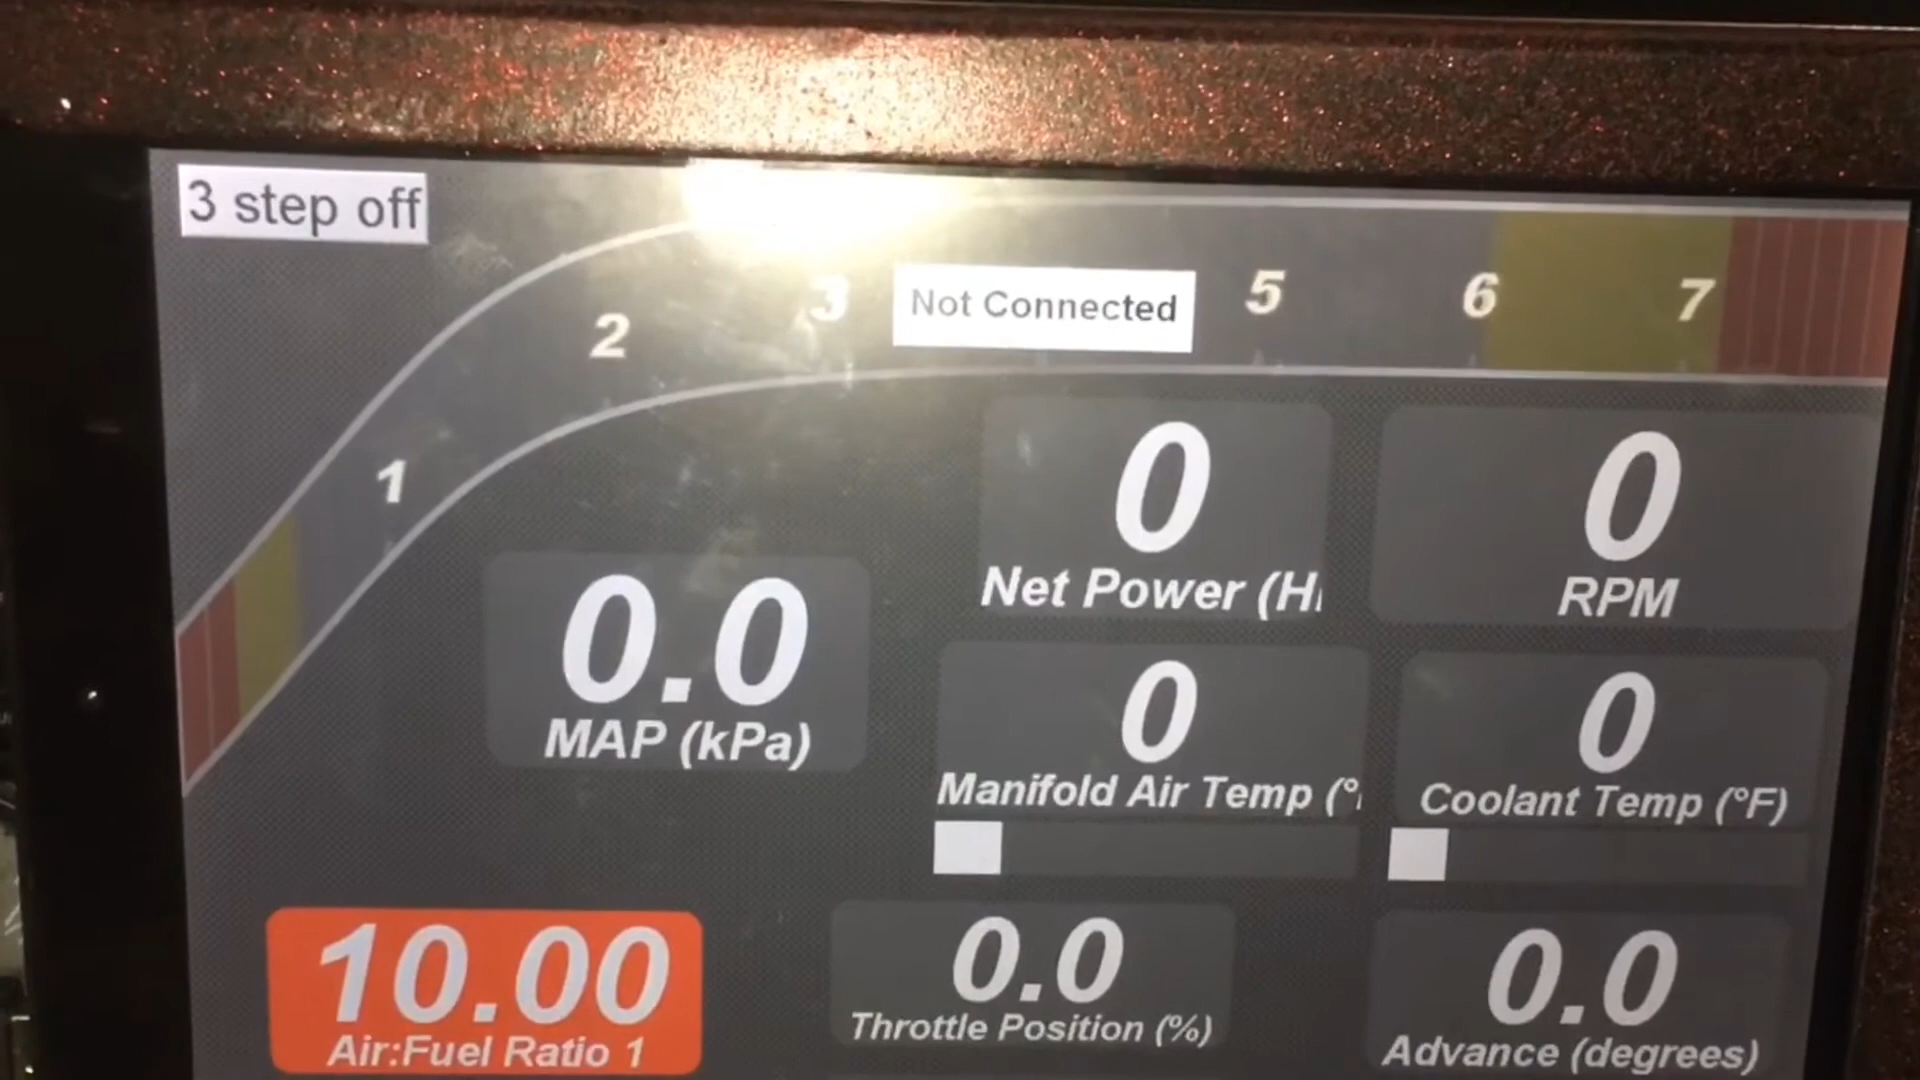 3 step off
1
2
3
Not Connected
5
6
7
0
Net Power (H
0
RPM
0.0
MAP (kPa)
0
Manifold Air Temp (°
0
Coolant Temp (°F)
10.00
Air:Fuel Ratio 1
0.0
Throttle Position (%)
0.0
Advance (degrees)